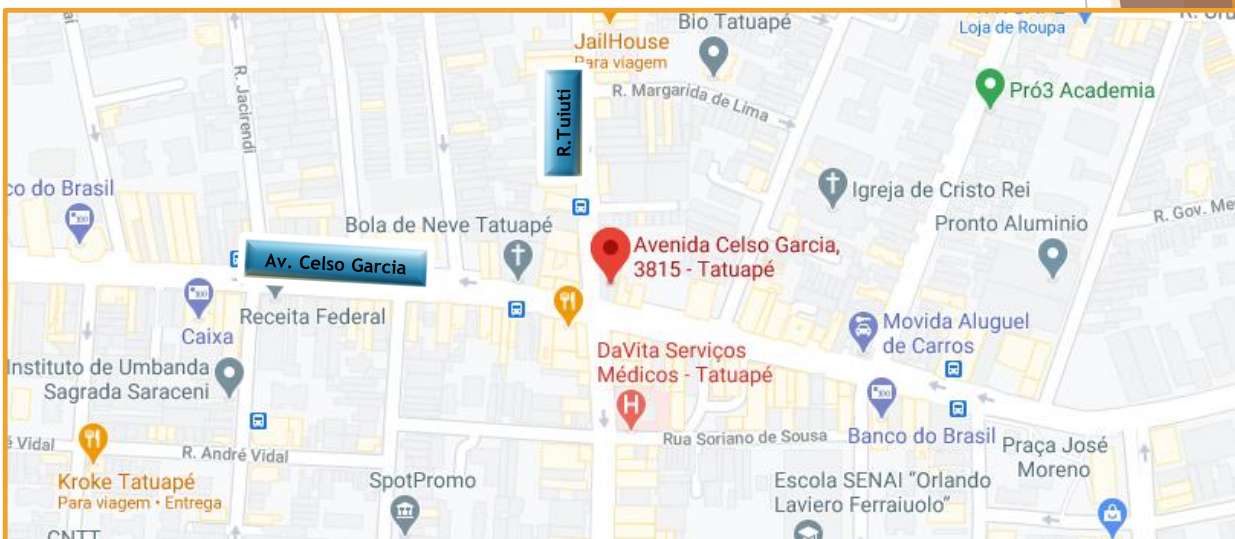 Bio Tatuapé
Loja de Roupa
JailHouse
Para viagem
R. Jacirendi
R.Tuiuti
R. Margarida de Lima
Pró3 Academia
co do Brasil
Igreja de Cristo Rei
R. Gov. Me
Bola de Neve Tatuapé
Pronto Aluminio
Avenida Celso Garcia,
3815 - Tatuapé
Av. Celso Garcia
Receita Federal
Caixa
Movida Aluguel
de Carros
DaVita Serviços
Médicos - Tatuapé
Instituto de Umbanda
Sagrada Saraceni
H
Rua Soriano de Sousa
Banco do Brasil
Praça José
Moreno
é Vidal
R. André Vidal
Kroke Tatuapé
Para viagem • Entrega
SpotPromo
Escola SENAI "Orlando
Laviero Ferraiuolo"
CNTT